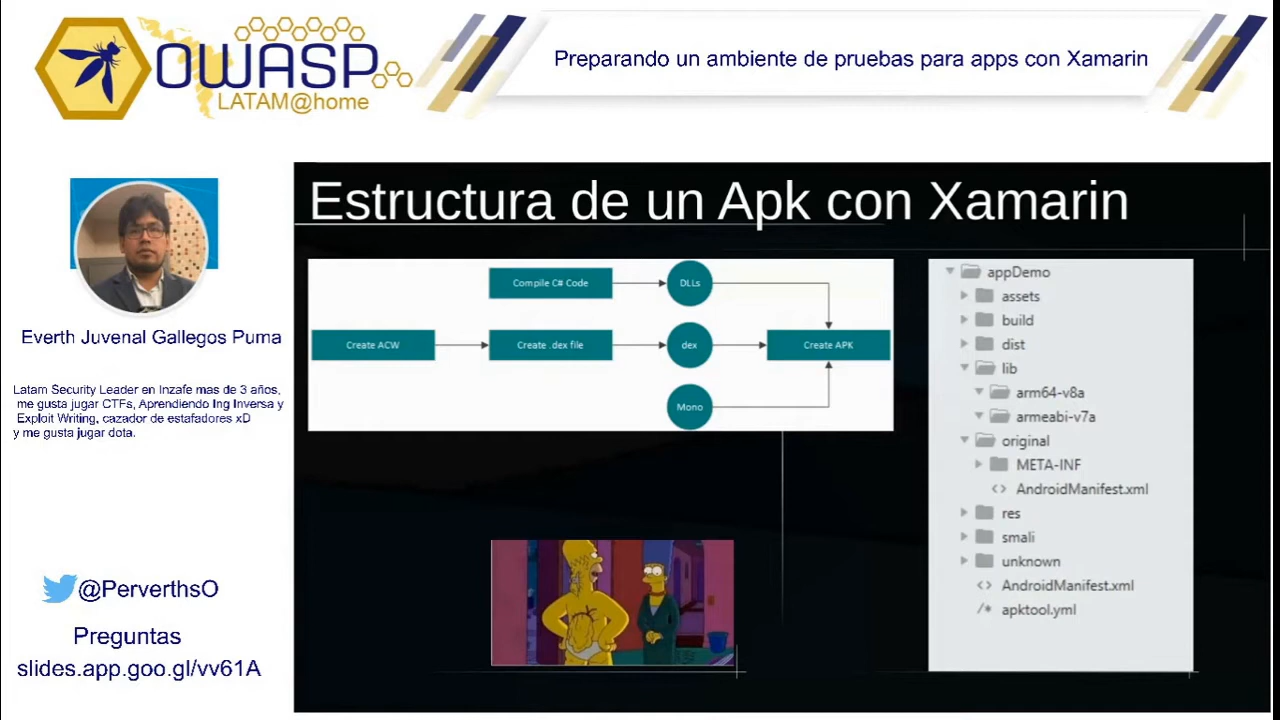 OWASP
LATAM@home
Preparando un ambiente de pruebas para apps con Xamarin
Everth Juvenal Gallegos Puma
Latam Security Leader en Inzafe mas de 3 años,
me gusta jugar CTFs, Aprendiendo Ing Inversa y
Exploit Writing, cazador de estafadores xD
y me gusta jugar dota.
@PerverthsO
Preguntas
slides.app.goo.gl/vv61A
Estructura de un Apk con Xamarin
Compile C# Code
DLLs
Create ACW
Create .dex file
dex
Create APK
Mono
appDemo
assets
build
dist
lib
arm64-v8a
armeabi-v7a
original
META-INF
<> AndroidManifest.xml
res
smali
unknown
<> AndroidManifest.xml
/* apktool.yml